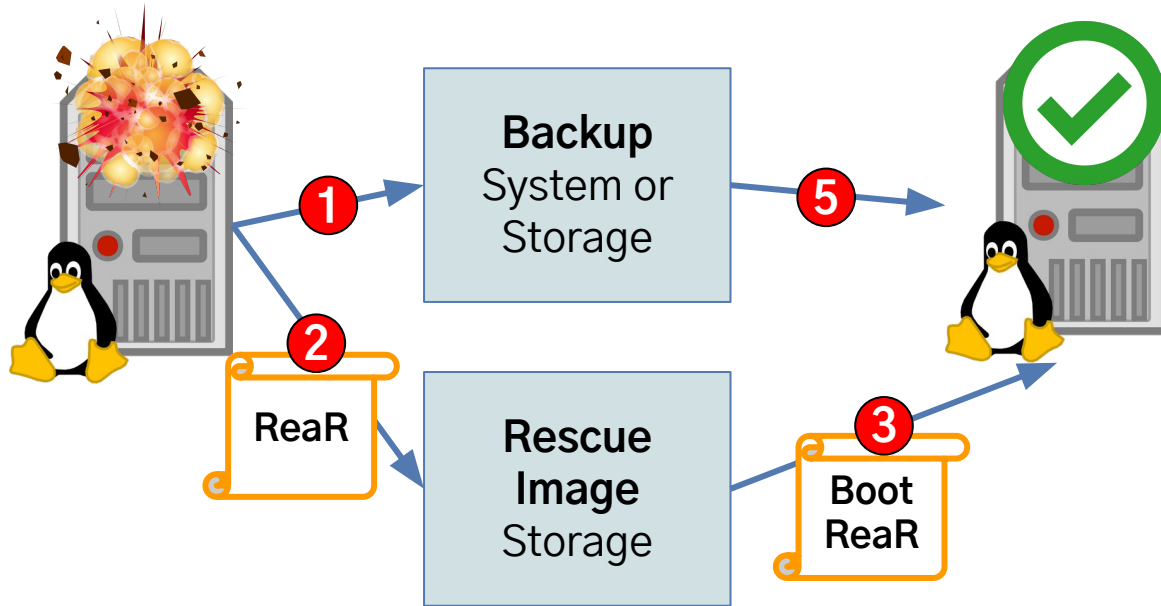 1
Backup
System or
Storage
5
2
ReaR
Rescue
Image
Storage
3
Boot
ReaR